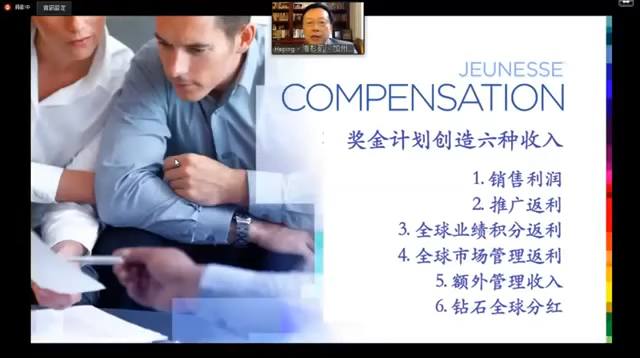 Heping
JEUNESSE
COMPENSATION
奖金计划创造六种收入
1. 销售利润
2. 推广返利
3. 全球业绩积分返利
4. 全球市场管理返利
5. 额外管理收入
6. 钻石全球分红